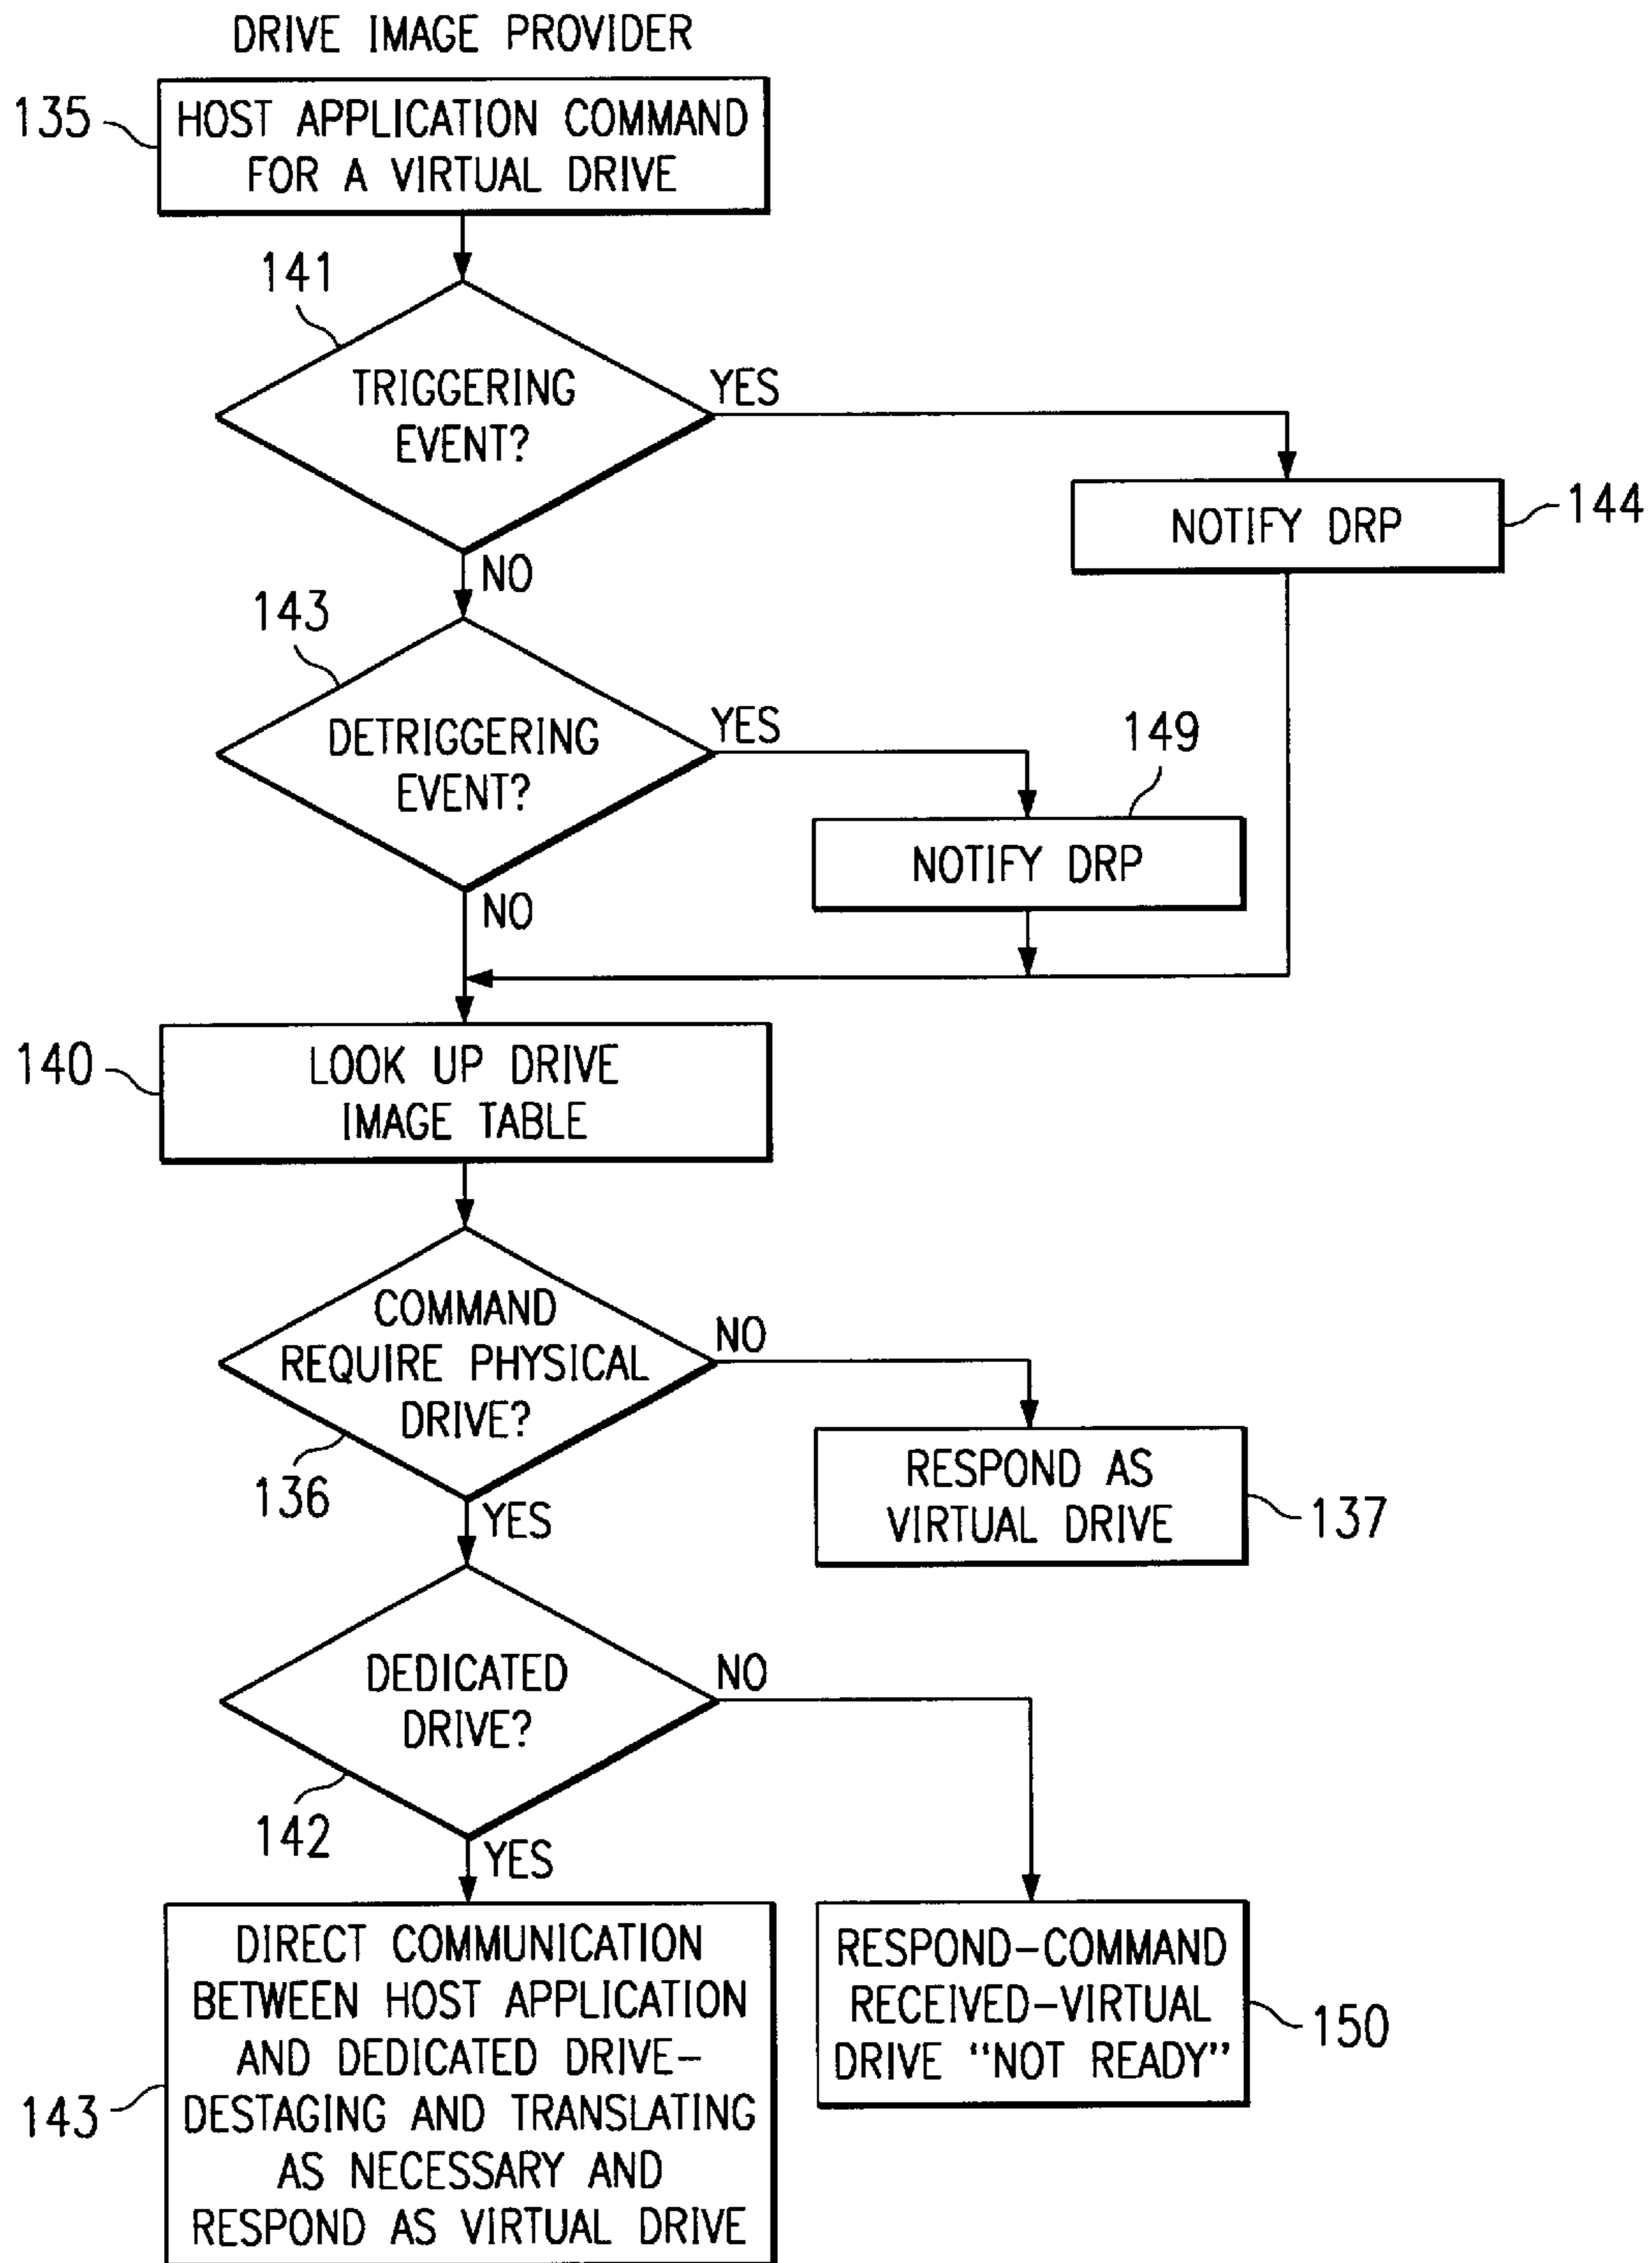 DRIVE IMAGE PROVIDER
135
HOST APPLICATION COMMAND
FOR A VIRTUAL DRIVE
141
TRIGGERING
EVENT?
YES
NOTIFY DRP
144
NO
143
DETRIGGERING
EVENT?
YES
149
NOTIFY DRP
NO
140
LOOK UP DRIVE
IMAGE TABLE
COMMAND
REQUIRE PHYSICAL
DRIVE?
NO
136
RESPOND AS
VIRTUAL DRIVE
137
YES
DEDICATED
DRIVE?
NO
142
YES
DIRECT COMMUNICATION
BETWEEN HOST APPLICATION
AND DEDICATED DRIVE-
DESTAGING AND TRANSLATING
AS NECESSARY AND
RESPOND AS VIRTUAL DRIVE
143
RESPOND-COMMAND
RECEIVED-VIRTUAL
DRIVE "NOT READY"
150